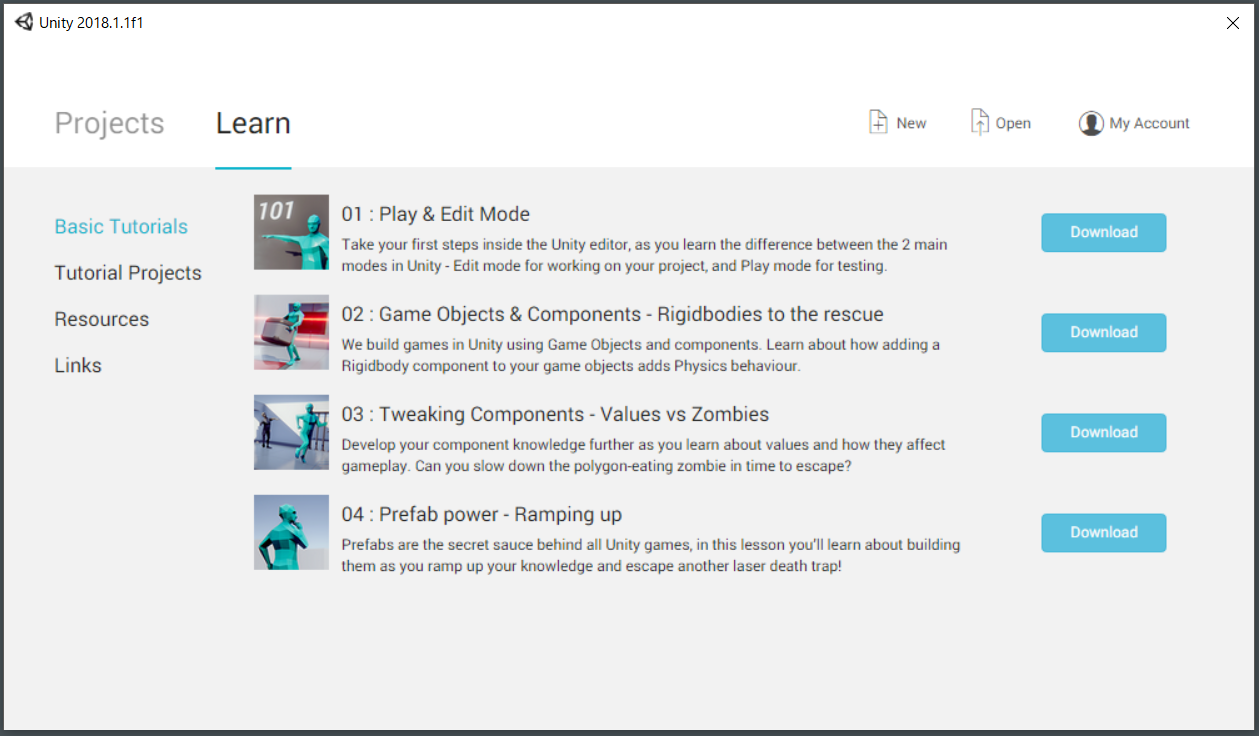 Unity 2018.1.1f1
Projects
Learn
New
Open
My Account
Basic Tutorials
Tutorial Projects
Resources
Links
101
01 : Play & Edit Mode
Take your first steps inside the Unity editor, as you learn the difference between the 2 main
modes in Unity - Edit mode for working on your project, and Play mode for testing.
Download
02 : Game Objects & Components - Rigidbodies to the rescue
We build games in Unity using Game Objects and components. Learn about how adding a
Rigidbody component to your game objects adds Physics behaviour.
Download
03 : Tweaking Components - Values vs Zombies
Develop your component knowledge further as you learn about values and how they affect
gameplay. Can you slow down the polygon-eating zombie in time to escape?
Download
04 : Prefab power - Ramping up
Prefabs are the secret sauce behind all Unity games, in this lesson you'll learn about building
them as you ramp up your knowledge and escape another laser death trap!
Download